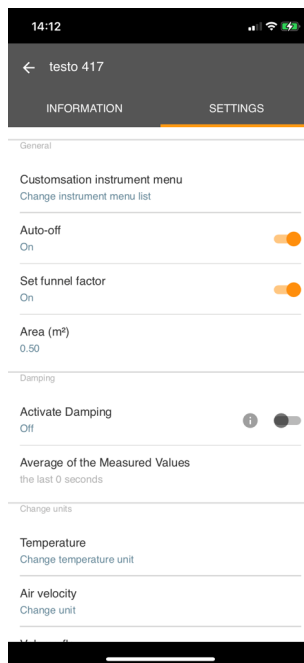 14:12
testo 417
INFORMATION SETTINGS
General
Customsation instrument menu
Change instrument menu list
Auto-off
On
Set funnel factor
On
Area (m²)
0.50
Damping
Activate Damping
Off
Average of the Measured Values
the last 0 seconds
Change units
Temperature
Change temperature unit
Air velocity
Change unit